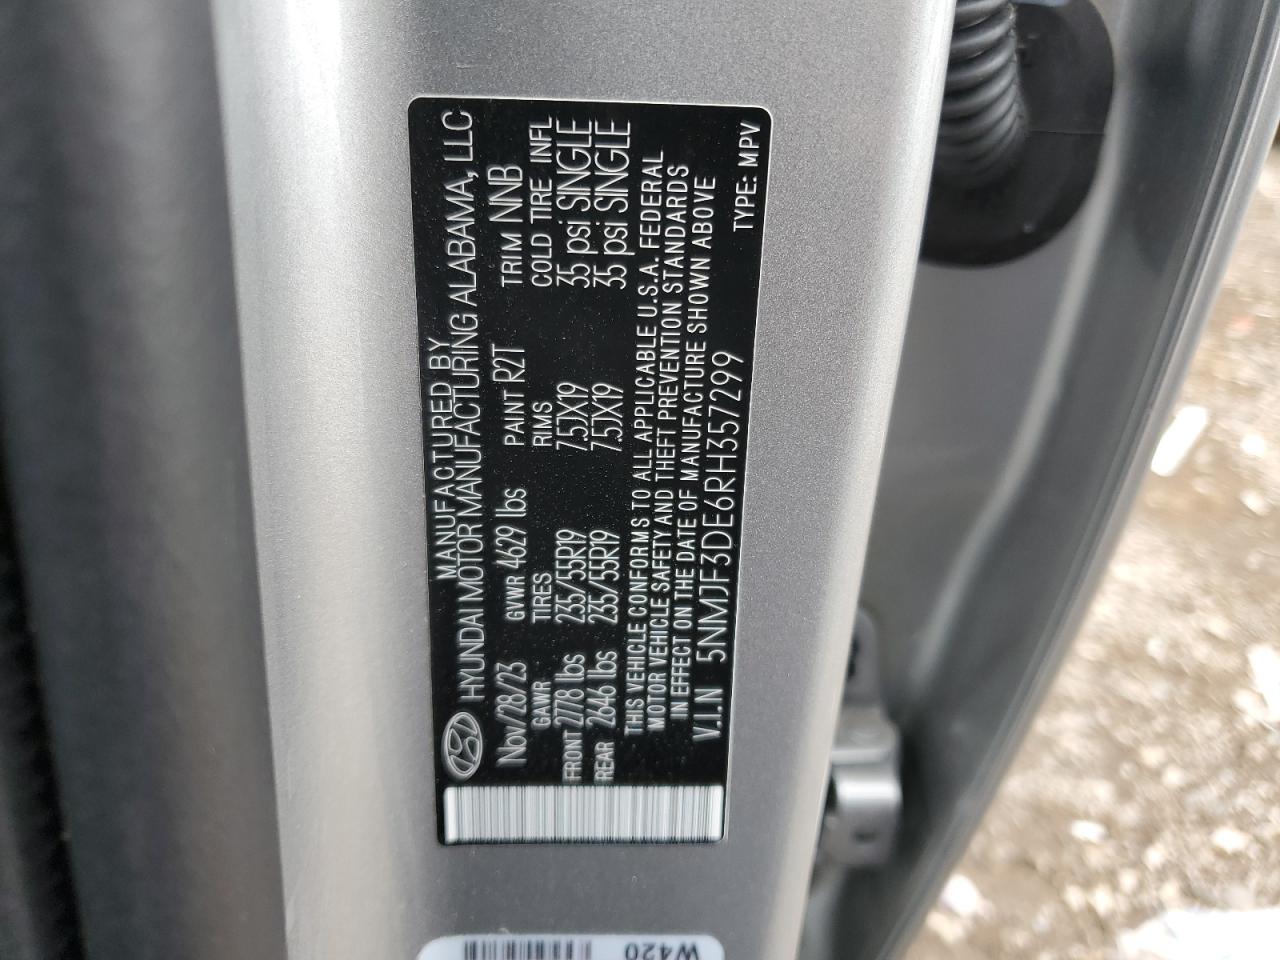 MANUFACTURED BY
HYUNDAI MOTOR MANUFACTURING ALABAMA, LLC
Nov/28/23 GVWR 4629 lbs PAINT R2T TRIM NNB
GAWR TIRES RIMS COLD TIRE INFL
FRONT 2778 lbs 235/55R19 7.5JX19 35 psi SINGLE
REAR 2646 lbs 235/55R19 7.5JX19 35 psi SINGLE
THIS VEHICLE CONFORMS TO ALL APPLICABLE U.S.A. FEDERAL
MOTOR VEHICLE SAFETY AND THEFT PREVENTION STANDARDS
IN EFFECT ON THE DATE OF MANUFACTURE SHOWN ABOVE
V.I.N 5NMJF3DE6RH357299
TYPE: MPV
W420